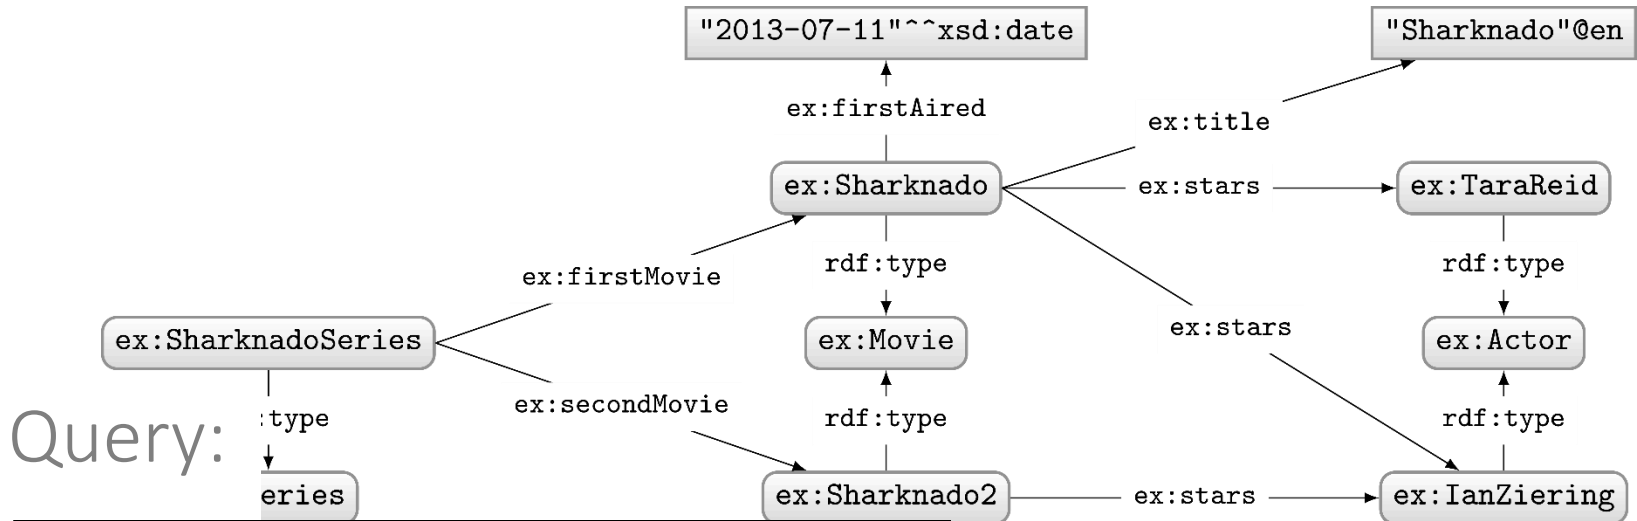 "2013-07-11"^^xsd:date
"Sharknado"@en
ex:firstAired
ex:title
ex:Sharknado
ex:stars
ex:TaraReid
rdf:type
rdf:type
ex:firstMovie
ex:stars
ex:SharknadoSeries
ex:Movie
ex:Actor
ex:secondMovie
Query:
:type
rdf:type
rdf:type
eries
ex:Sharknado2
ex:stars
ex:IanZiering